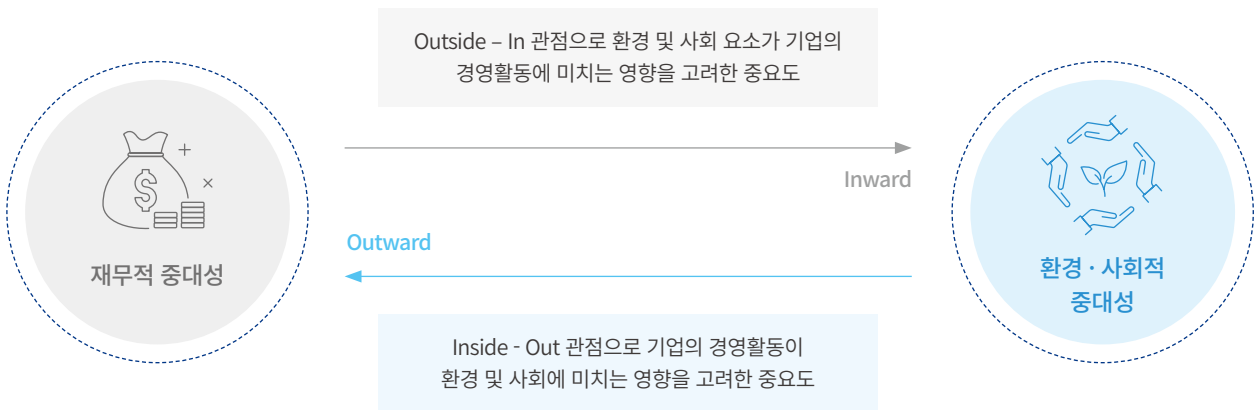 Outside – In 관점으로 환경 및 사회 요소가 기업의
경영활동에 미치는 영향을 고려한 중요도
Inward
재무적 중대성
Outward
환경 · 사회적
중대성
Inside - Out 관점으로 기업의 경영활동이
환경 및 사회에 미치는 영향을 고려한 중요도